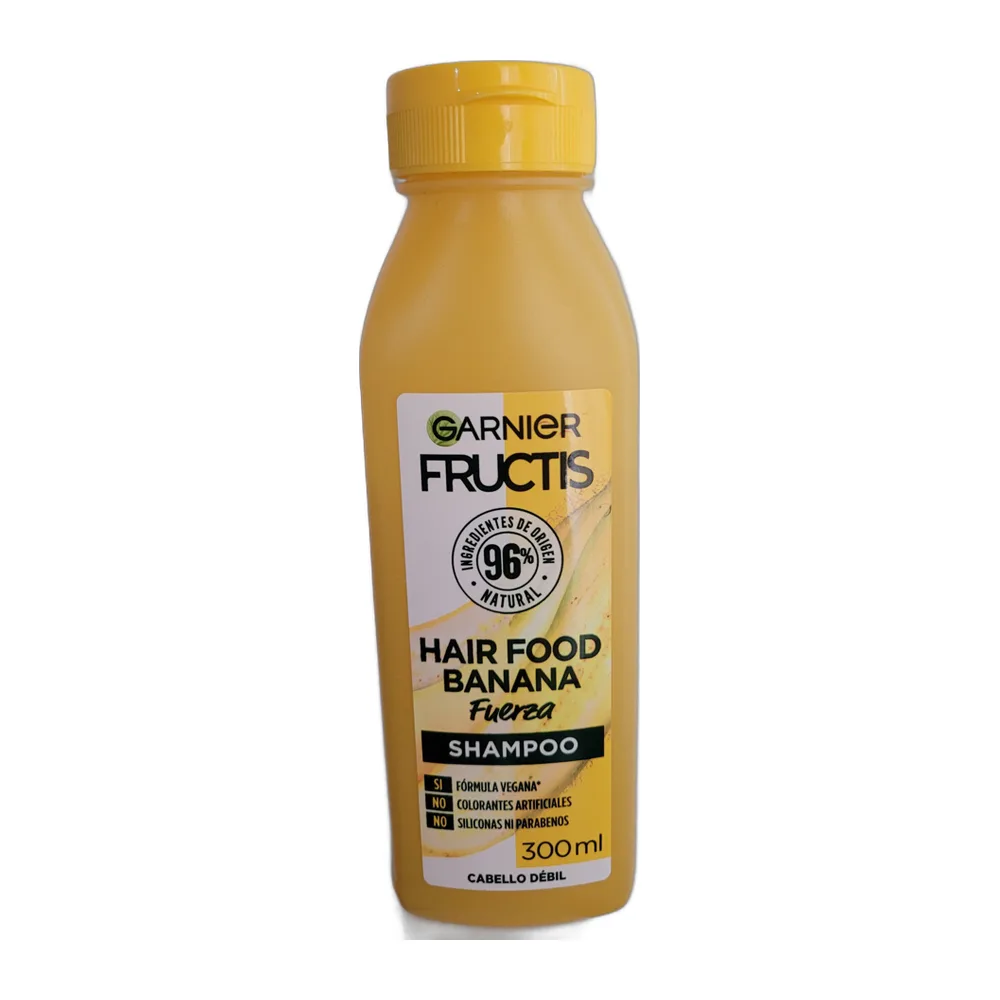 GARNIER
FRUCTIS
INGREDIENTES DE ORIGEN
96%
NATURAL
HAIR FOOD
BANANA
Fuerza
SHAMPOO
SI FÓRMULA VEGANA*
NO COLORANTES ARTIFICIALES
NO SILICONAS NI PARABENOS
300ml
CABELLO DÉBIL